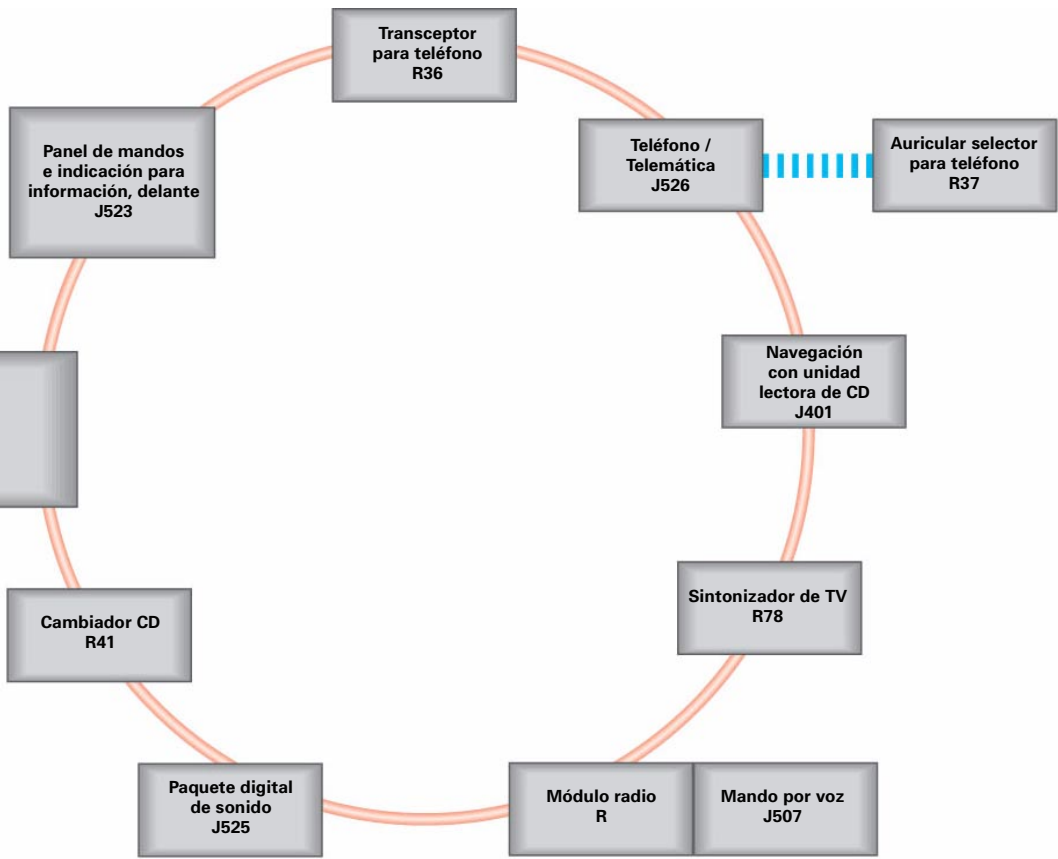 Transceptor
para teléfono
R36
Panel de mandos
e indicación para
información, delante
J523
Teléfono /
Telemática
J526
Auricular selector
para teléfono
R37
Navegación
con unidad
lectora de CD
J401
Sintonizador de TV
R78
Cambiador CD
R41
Paquete digital
de sonido
J525
Módulo radio
R
Mando por voz
J507